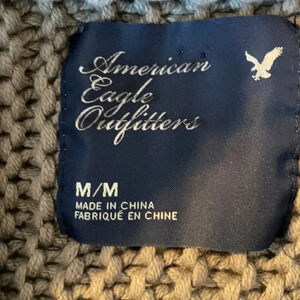 American
Eagle
Outfitters
M/M
MADE IN CHINA
FABRIQUÉ EN CHINE